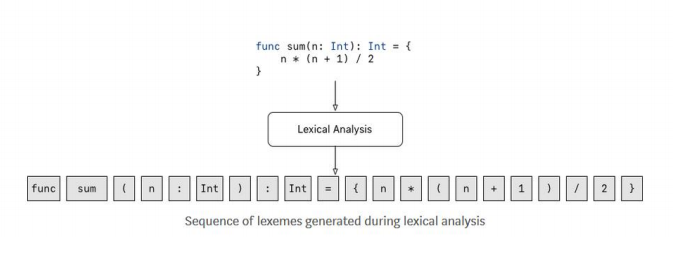 func sum(n: Int): Int = {
    n * (n + 1) / 2
}
Lexical Analysis
func sum ( n : Int ) : Int = { n * ( n + 1 ) / 2 }
Sequence of lexemes generated during lexical analysis